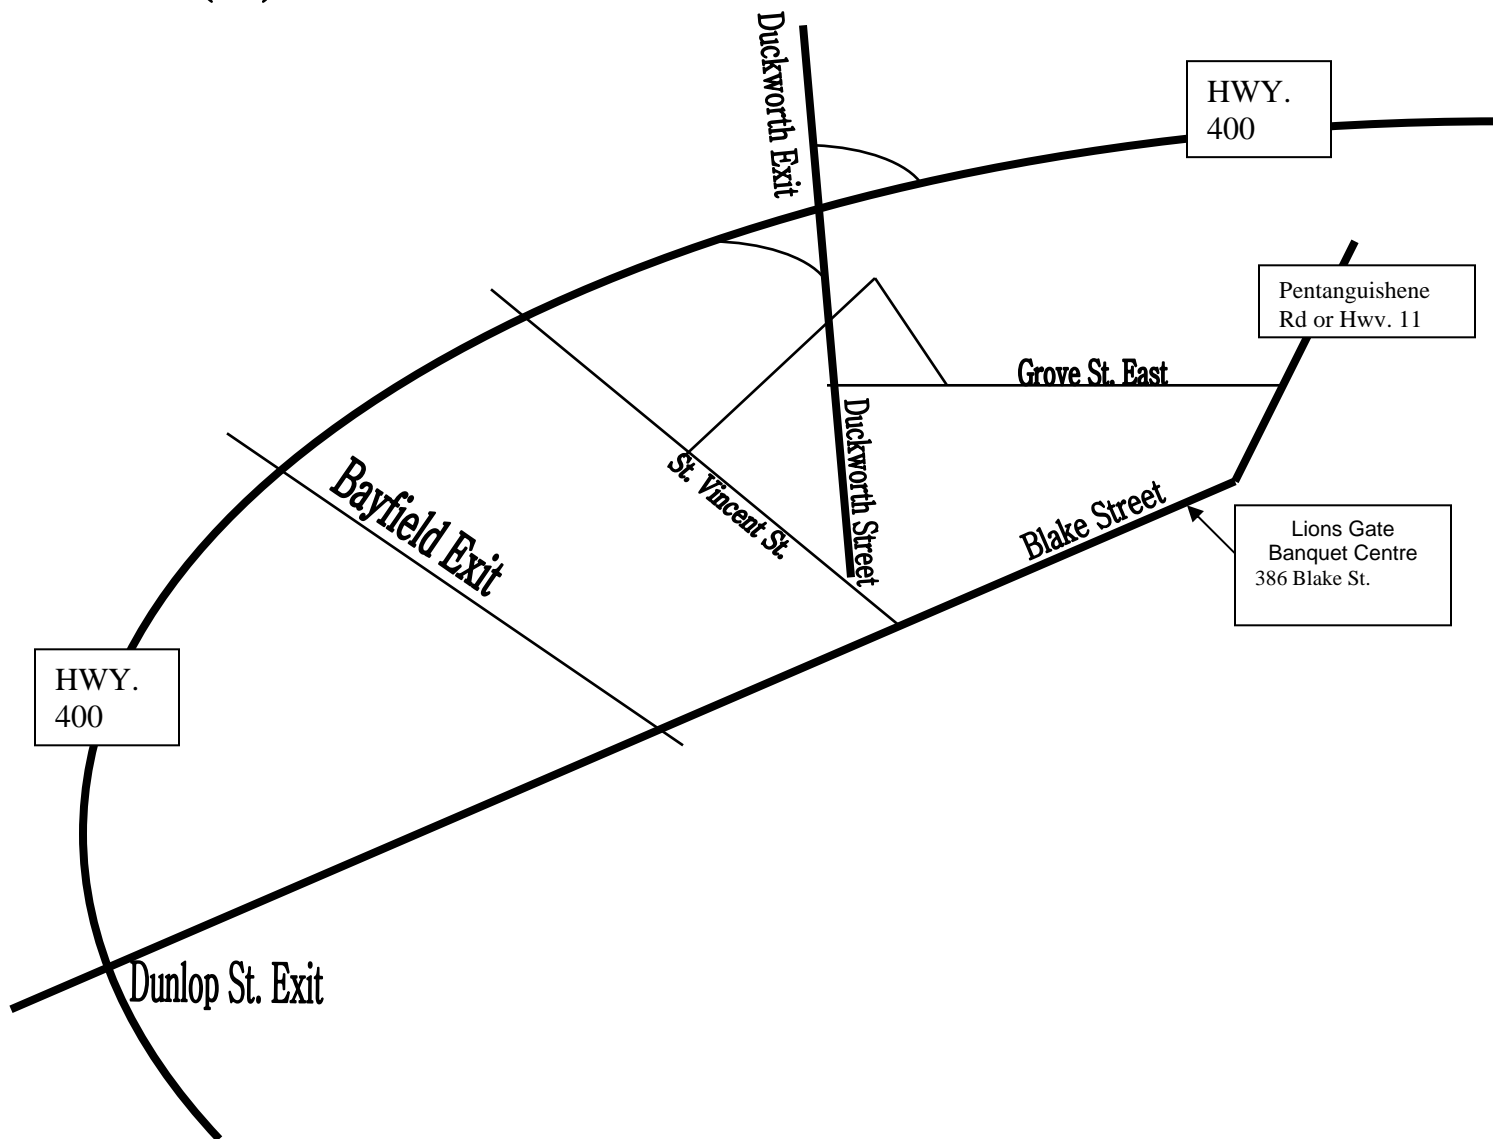 Duckworth Exit
HWY.
400
Pentanguishene
Rd or Hwy. 11
Grove St. East
Duckworth Street
St. Vincent St.
Bayfield Exit
Blake Street
Lions Gate
Banquet Centre
386 Blake St.
HWY.
400
Dunlop St. Exit